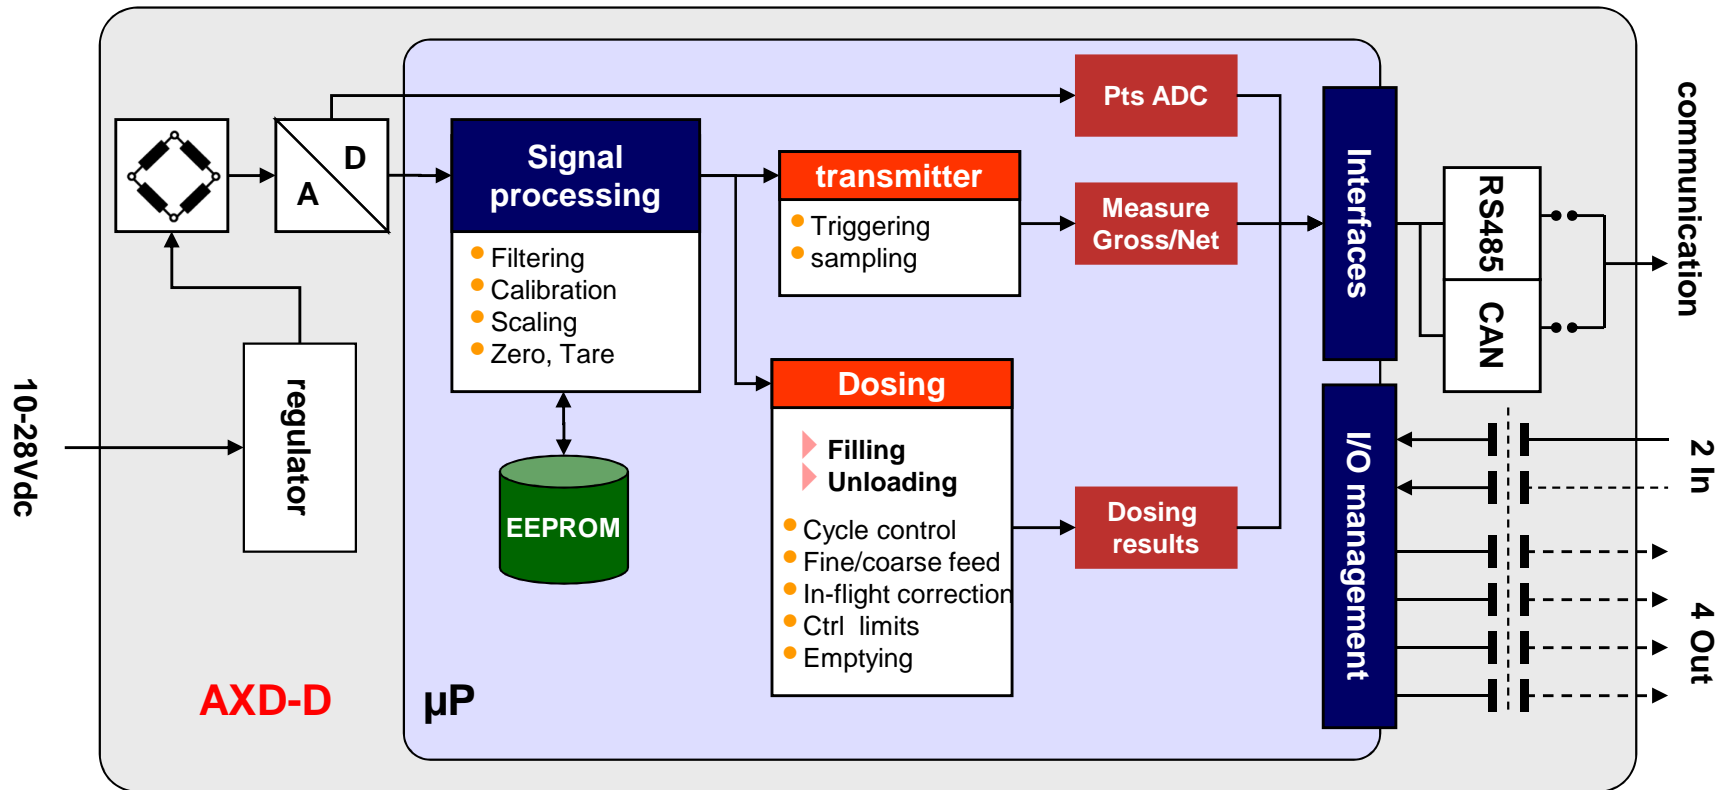 10-28Vdc
regulator
A
D
AXD-D
µP
Signal
processing
Filtering
Calibration
Scaling
Zero, Tare
EEPROM
transmitter
Triggering
sampling
Dosing
Filling
Unloading
Cycle control
Fine/coarse feed
In-flight correction
Ctrl limits
Emptying
Pts ADC
Measure
Gross/Net
Dosing
results
Interfaces
I/O management
RS485
CAN
communication
2 In
4 Out